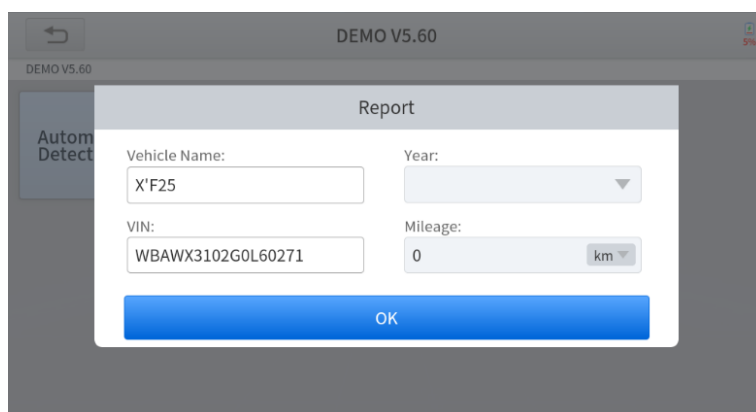 DEMO V5.60
5%
DEMO V5.60
Autom
Detect
Report
Vehicle Name:
Year:
X'F25
VIN:
Mileage:
WBAWX3102G0L60271
0
km
OK